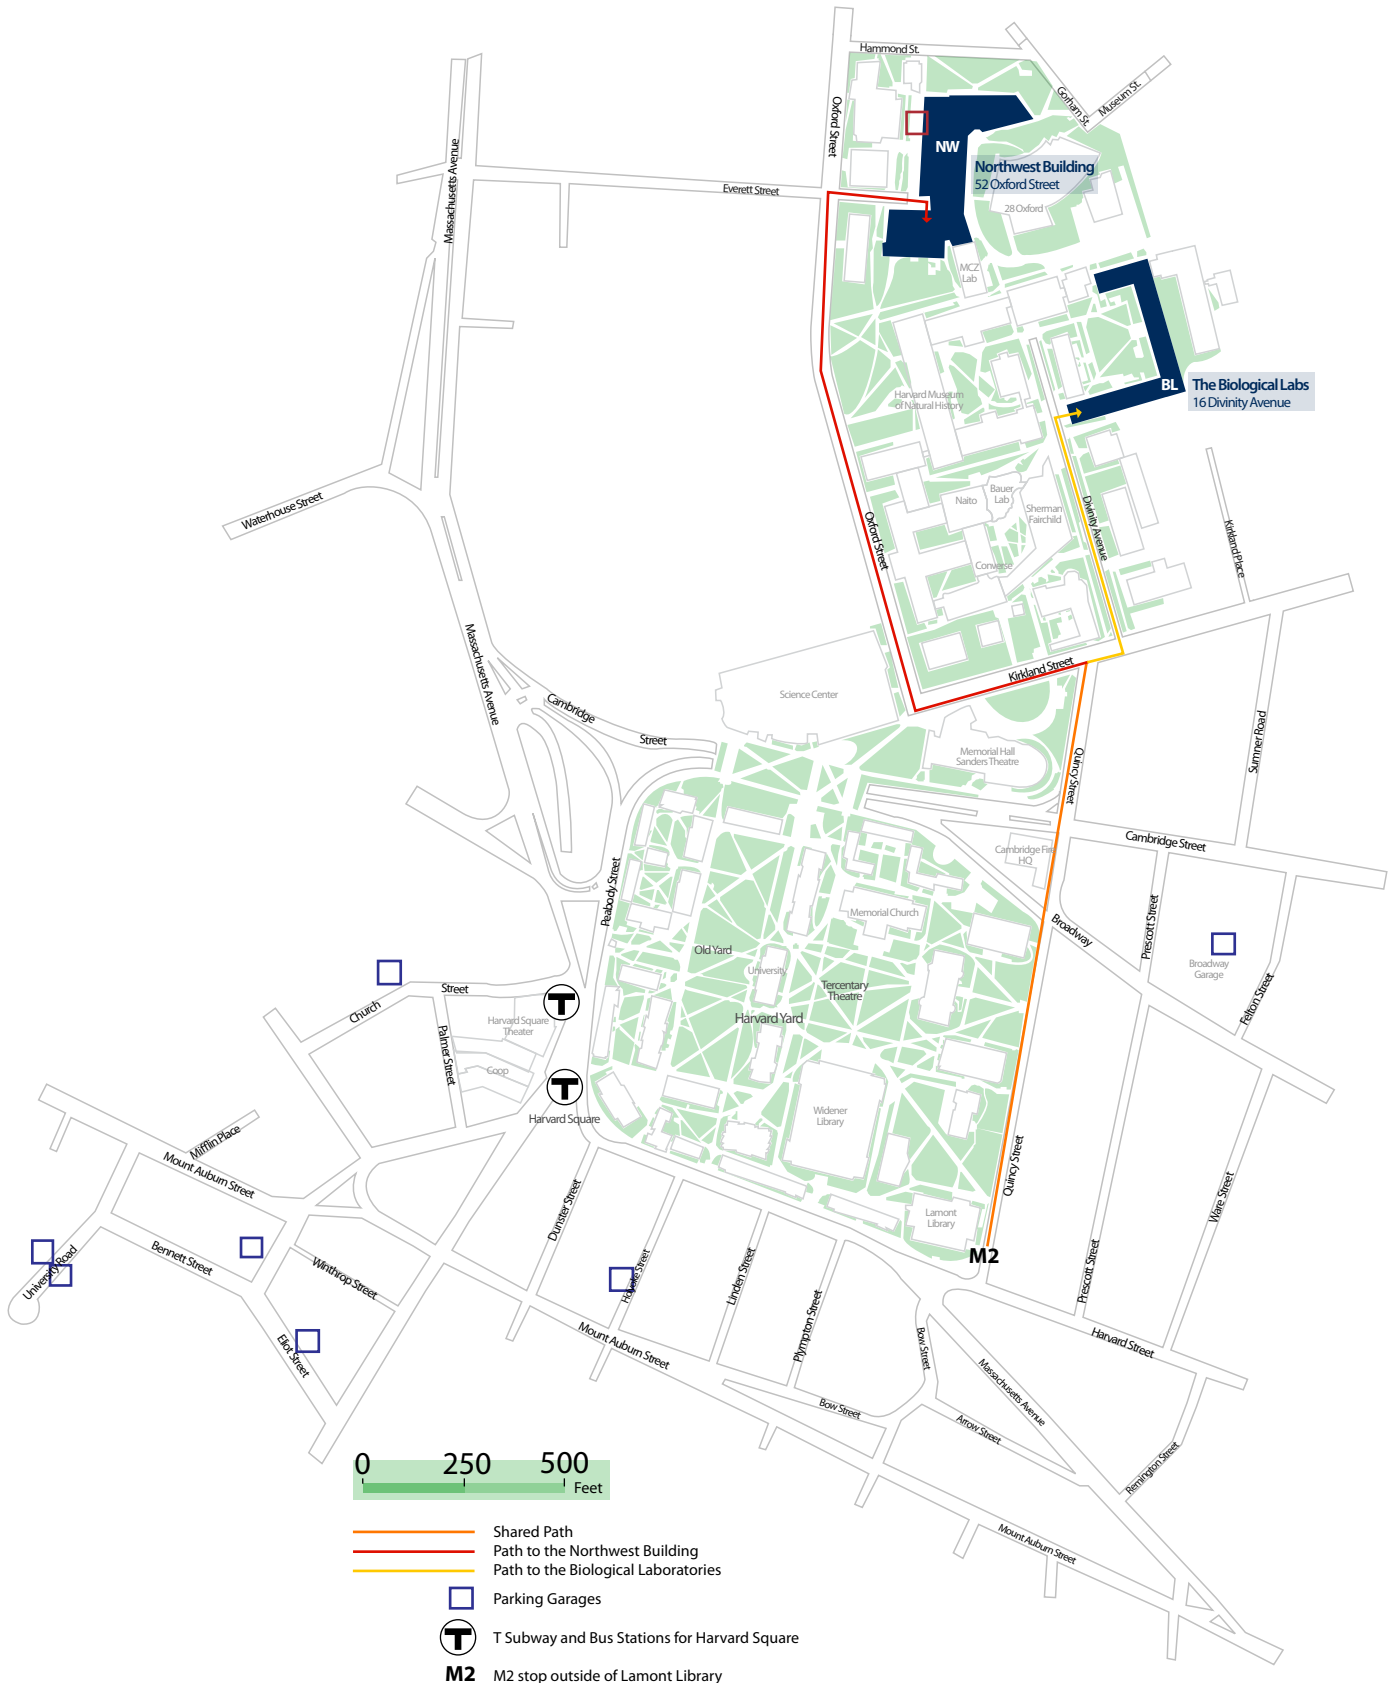 Hammond St.
Gorham St.
Museum St.
Oxford Street
Massachusetts Avenue
NW
Northwest Building
52 Oxford Street
Everett Street
28 Oxford
MCZ
Lab
BL
The Biological Labs
16 Divinity Avenue
Harvard Museum
of Natural History
Waterhouse Street
Naito
Bauer
Lab
Sherman
Fairchild
Divinity Avenue
Oxford Street
Kirkland Place
Converse
Massachusetts Avenue
Kirkland Street
Science Center
Cambridge
Street
Memorial Hall
Sanders Theatre
Quincy Street
Sumner Road
Cambridge Street
Cambridge Fire
HQ
Peabody Street
Memorial Church
Broadway
Prescott Street
Old Yard
University
Broadway
Garage
Tercentary
Theatre
Felton Street
Street
Church
Harvard Square
Theater
Harvard Yard
Palmer Street
Coop
Harvard Square
Widener
Library
Mifflin Place
Mount Auburn Street
Quincy Street
Ware Street
Dunster Street
Lamont
Library
M2
University Road
Bennett Street
Winthrop Street
Holyoke Street
Linden Street
Prescott Street
Plympton Street
Eliot Street
Mount Auburn Street
Bow Street
Harvard Street
Massachusetts Avenue
Bow Street
Arrow Street
Remington Street
0 250 500
Feet
Mount Auburn Street
Shared Path
Path to the Northwest Building
Path to the Biological Laboratories
Parking Garages
T
T
T T Subway and Bus Stations for Harvard Square
M2 M2 stop outside of Lamont Library